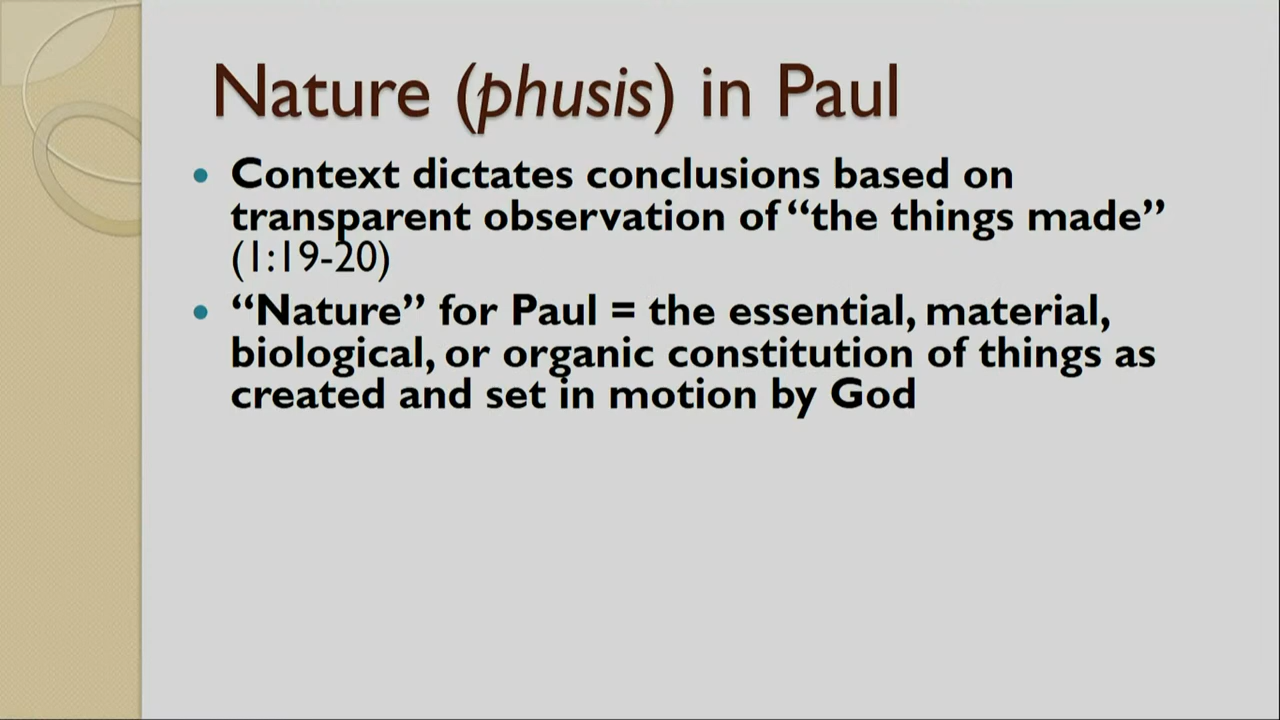 Nature (phusis) in Paul
• Context dictates conclusions based on
transparent observation of “the things made”
(1:19-20)
• “Nature” for Paul = the essential, material,
biological, or organic constitution of things as
created and set in motion by God